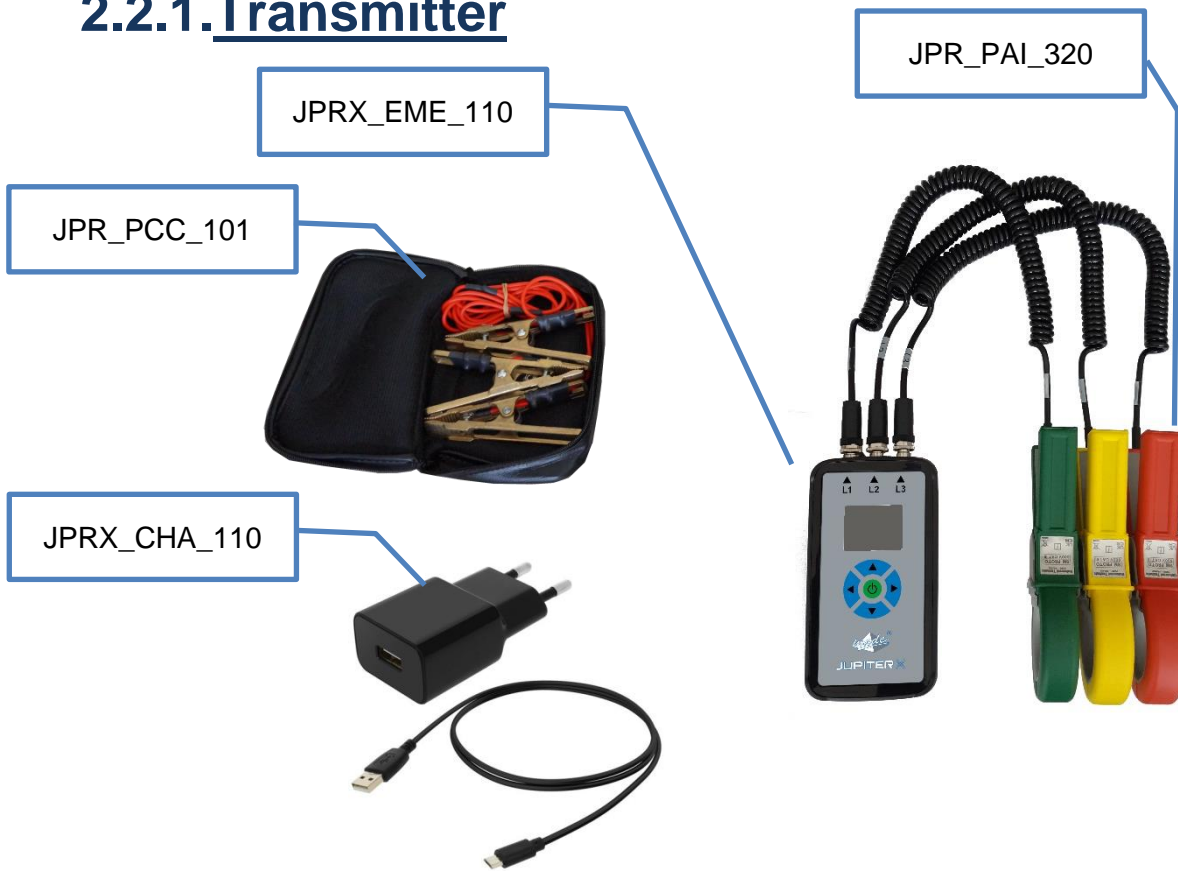 2.2.1.Transmitter
JPR_PAI_320
JPRX_EME_110
JPR_PCC_101
JPRX_CHA_110
L1 L2 L3
JUPITER X